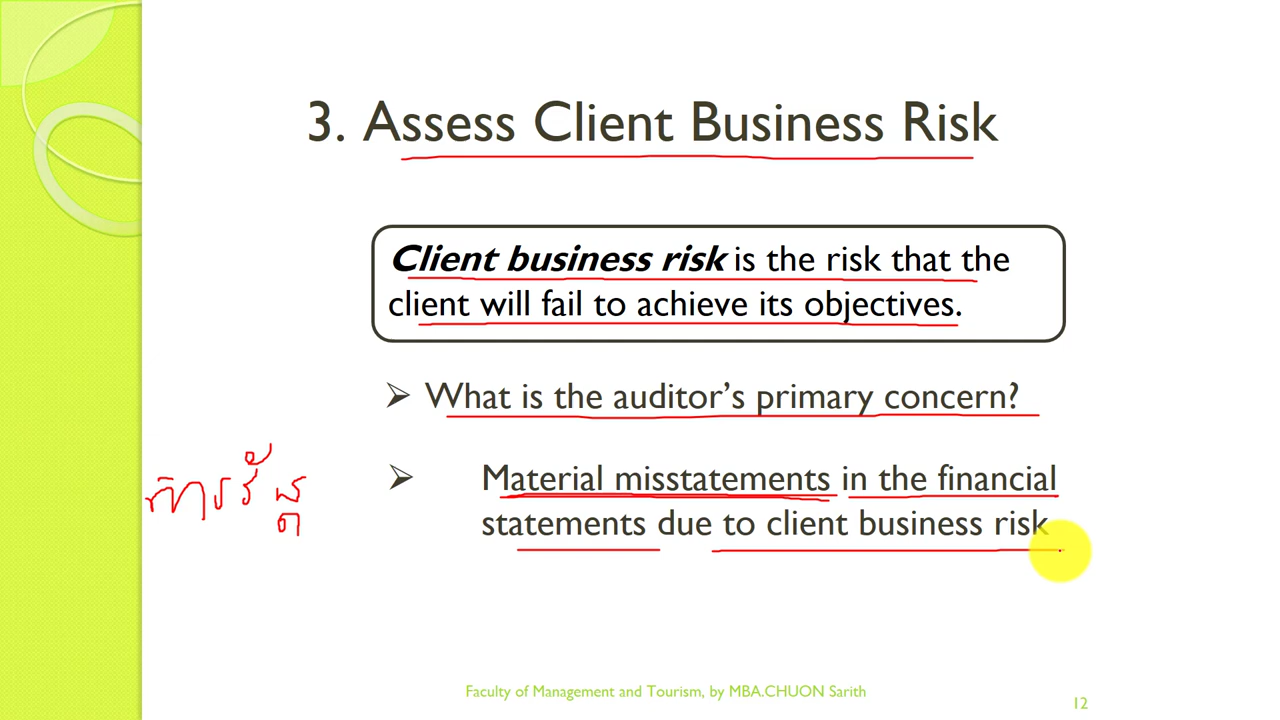 3. Assess Client Business Risk
Client business risk is the risk that the
client will fail to achieve its objectives.
➢ What is the auditor’s primary concern?
➢ Material misstatements in the financial
statements due to client business risk
Faculty of Management and Tourism, by MBA.CHUON Sarith
12